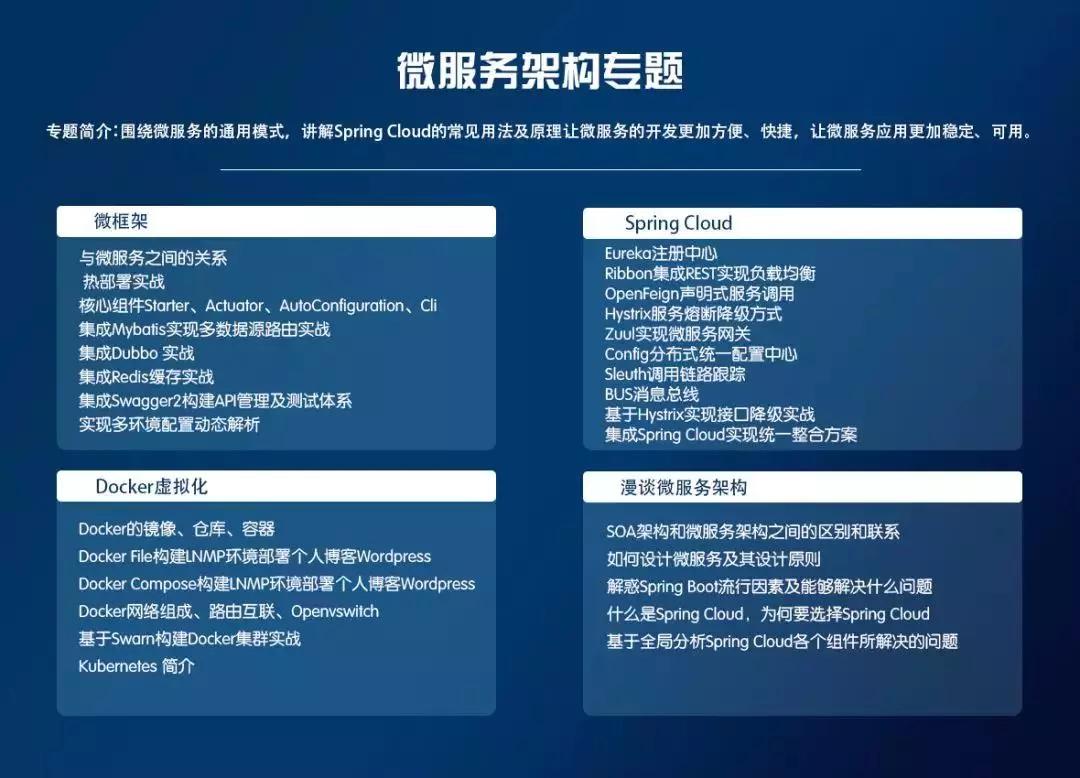 微服务架构专题
专题简介:围绕微服务的通用模式，讲解Spring Cloud的常见用法及原理让微服务的开发更加方便、快捷，让微服务应用更加稳定、可用。
微框架
与微服务之间的关系
热部署实战
核心组件Starter、Actuator、AutoConfiguration、Cli
集成Mybatis实现多数据源路由实战
集成Dubbo 实战
集成Redis缓存实战
集成Swagger2构建API管理及测试体系
实现多环境配置动态解析
Spring Cloud
Eureka注册中心
Ribbon集成REST实现负载均衡
OpenFeign声明式服务调用
Hystrix服务熔断降级方式
Zuul实现微服务网关
Config分布式统一配置中心
Sleuth调用链路跟踪
BUS消息总线
基于Hystrix实现接口降级实战
集成Spring Cloud实现统一整合方案
Docker虚拟化
Docker的镜像、仓库、容器
Docker File构建LNMP环境部署个人博客Wordpress
Docker Compose构建LNMP环境部署个人博客Wordpress
Docker网络组成、路由互联、Openvswitch
基于Swarn构建Docker集群实战
Kubernetes 简介
漫谈微服务架构
SOA架构和微服务架构之间的区别和联系
如何设计微服务及其设计原则
解惑Spring Boot流行因素及能够解决什么问题
什么是Spring Cloud，为何要选择Spring Cloud
基于全局分析Spring Cloud各个组件所解决的问题